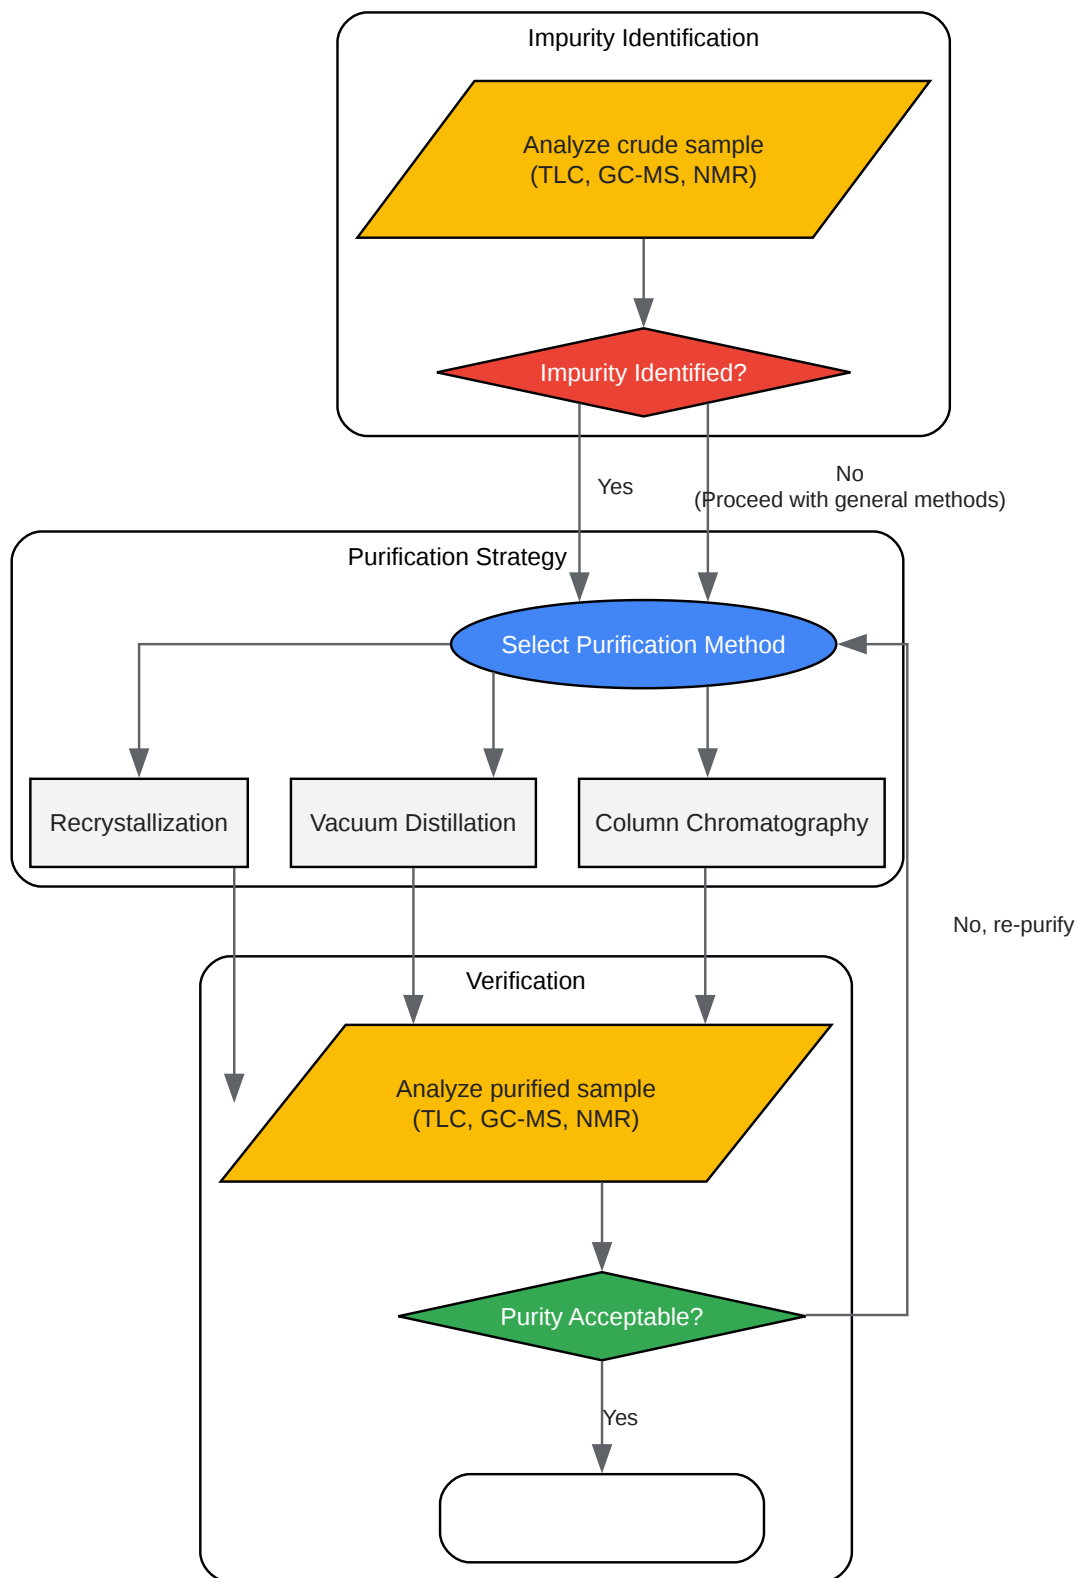 Impurity Identification
Analyze crude sample
(TLC, GC-MS, NMR)
Impurity Identified?
Yes
No
(Proceed with general methods)
Purification Strategy
Select Purification Method
Recrystallization
Vacuum Distillation
Column Chromatography
No, re-purify
Verification
Analyze purified sample
(TLC, GC-MS, NMR)
Purity Acceptable?
Yes